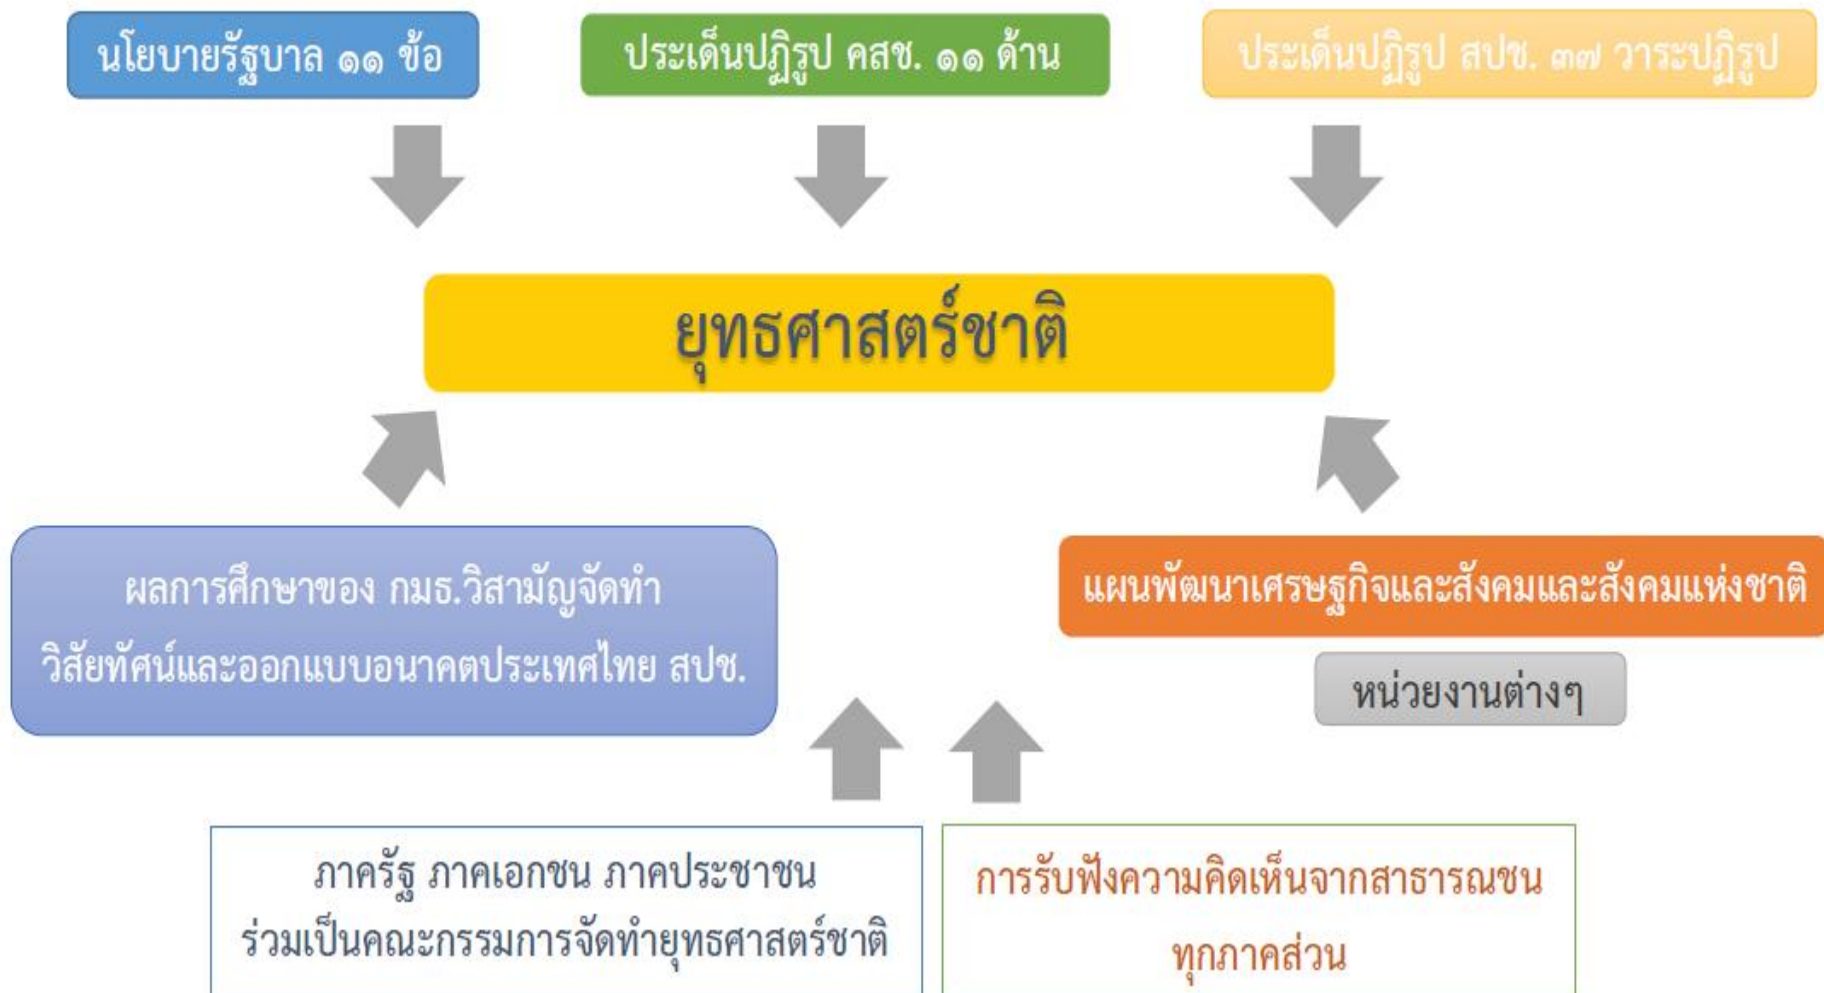 นโยบายรัฐบาล ๑๑ ข้อ
ประเด็นปฏิรูป คสช. ๑๑ ด้าน
ประเด็นปฏิรูป สปช. ๓๗ วาระปฏิรูป
ยุทธศาสตร์ชาติ
ผลการศึกษาของ กมธ.วิสามัญจัดทำ
วิสัยทัศน์และออกแบบอนาคตประเทศไทย สปช.
แผนพัฒนาเศรษฐกิจและสังคมและสังคมแห่งชาติ
หน่วยงานต่างๆ
ภาครัฐ ภาคเอกชน ภาคประชาชน
ร่วมเป็นคณะกรรมการจัดทำยุทธศาสตร์ชาติ
การรับฟังความคิดเห็นจากสาธารณชน
ทุกภาคส่วน